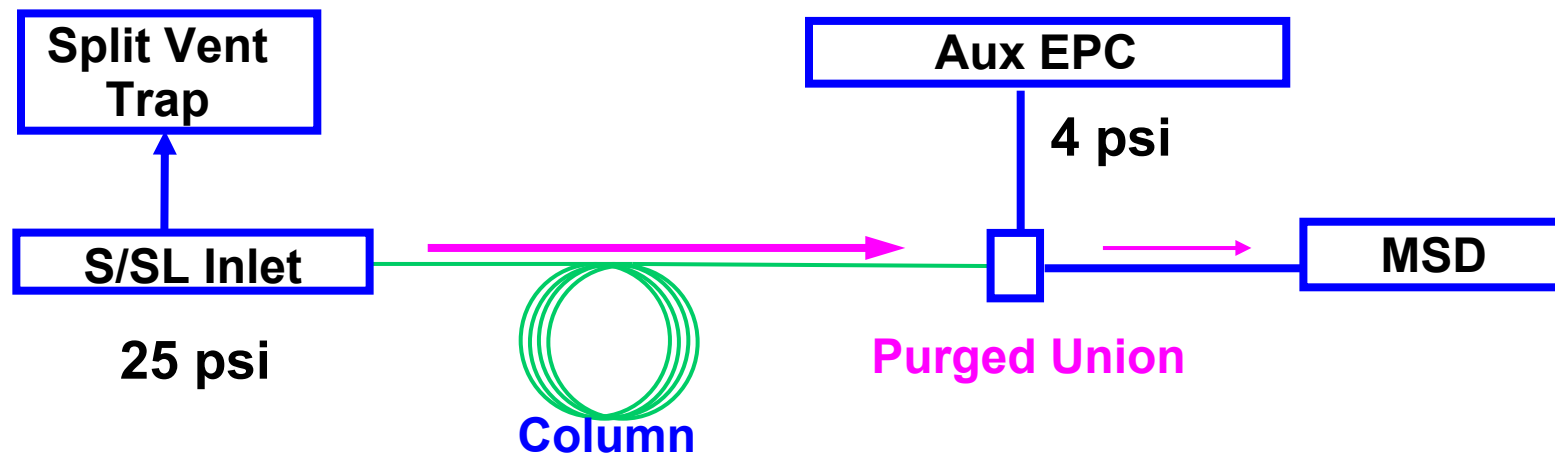 Split Vent
Trap
Aux EPC
4 psi
S/SL Inlet
MSD
25 psi
Purged Union
Column